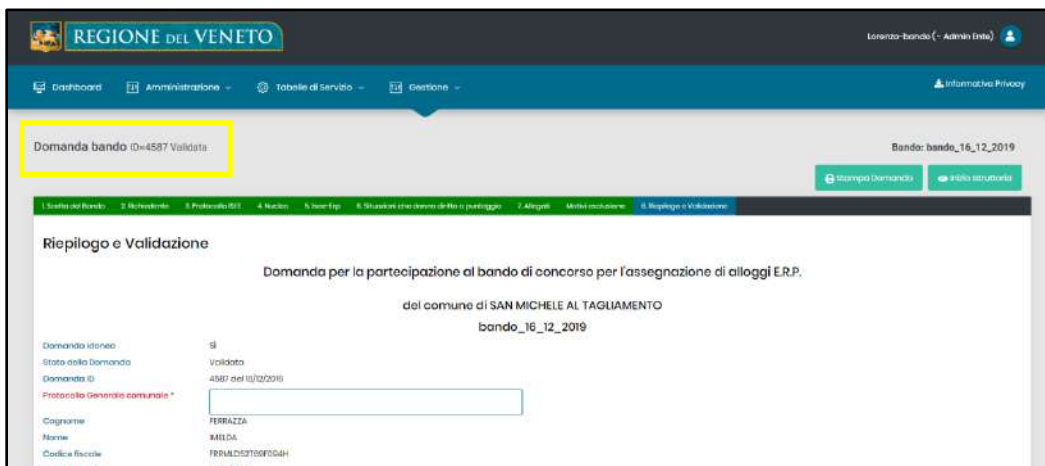 REGIONE DEL VENETO
Lorenzo-bando (- Admin Ente)
Dashboard Amministrazione Tabelle di Servizio Gestione
Informativa Privacy
Domanda bando ID=4587 Validata
Bando: bando_16_12_2019
Stampa Domanda Inizio Istruttoria
1. Scelta del Bando 2. Richiedente 3. Protocollo ISEE 4. Nucleo 5. Isee-Erp 6. Situazioni che danno diritto a punteggio 7. Allegati Motivi esclusione 8. Riepilogo e Validazione
Riepilogo e Validazione
Domanda per la partecipazione al bando di concorso per l'assegnazione di alloggi E.R.P.
del comune di SAN MICHELE AL TAGLIAMENTO
bando_16_12_2019
Domanda idonea Sì
Stato della Domanda Validata
Domanda ID 4587 del
Protocollo Generale comunale *
Cognome FERRAZZA
Nome IMELDA
Codice fiscale